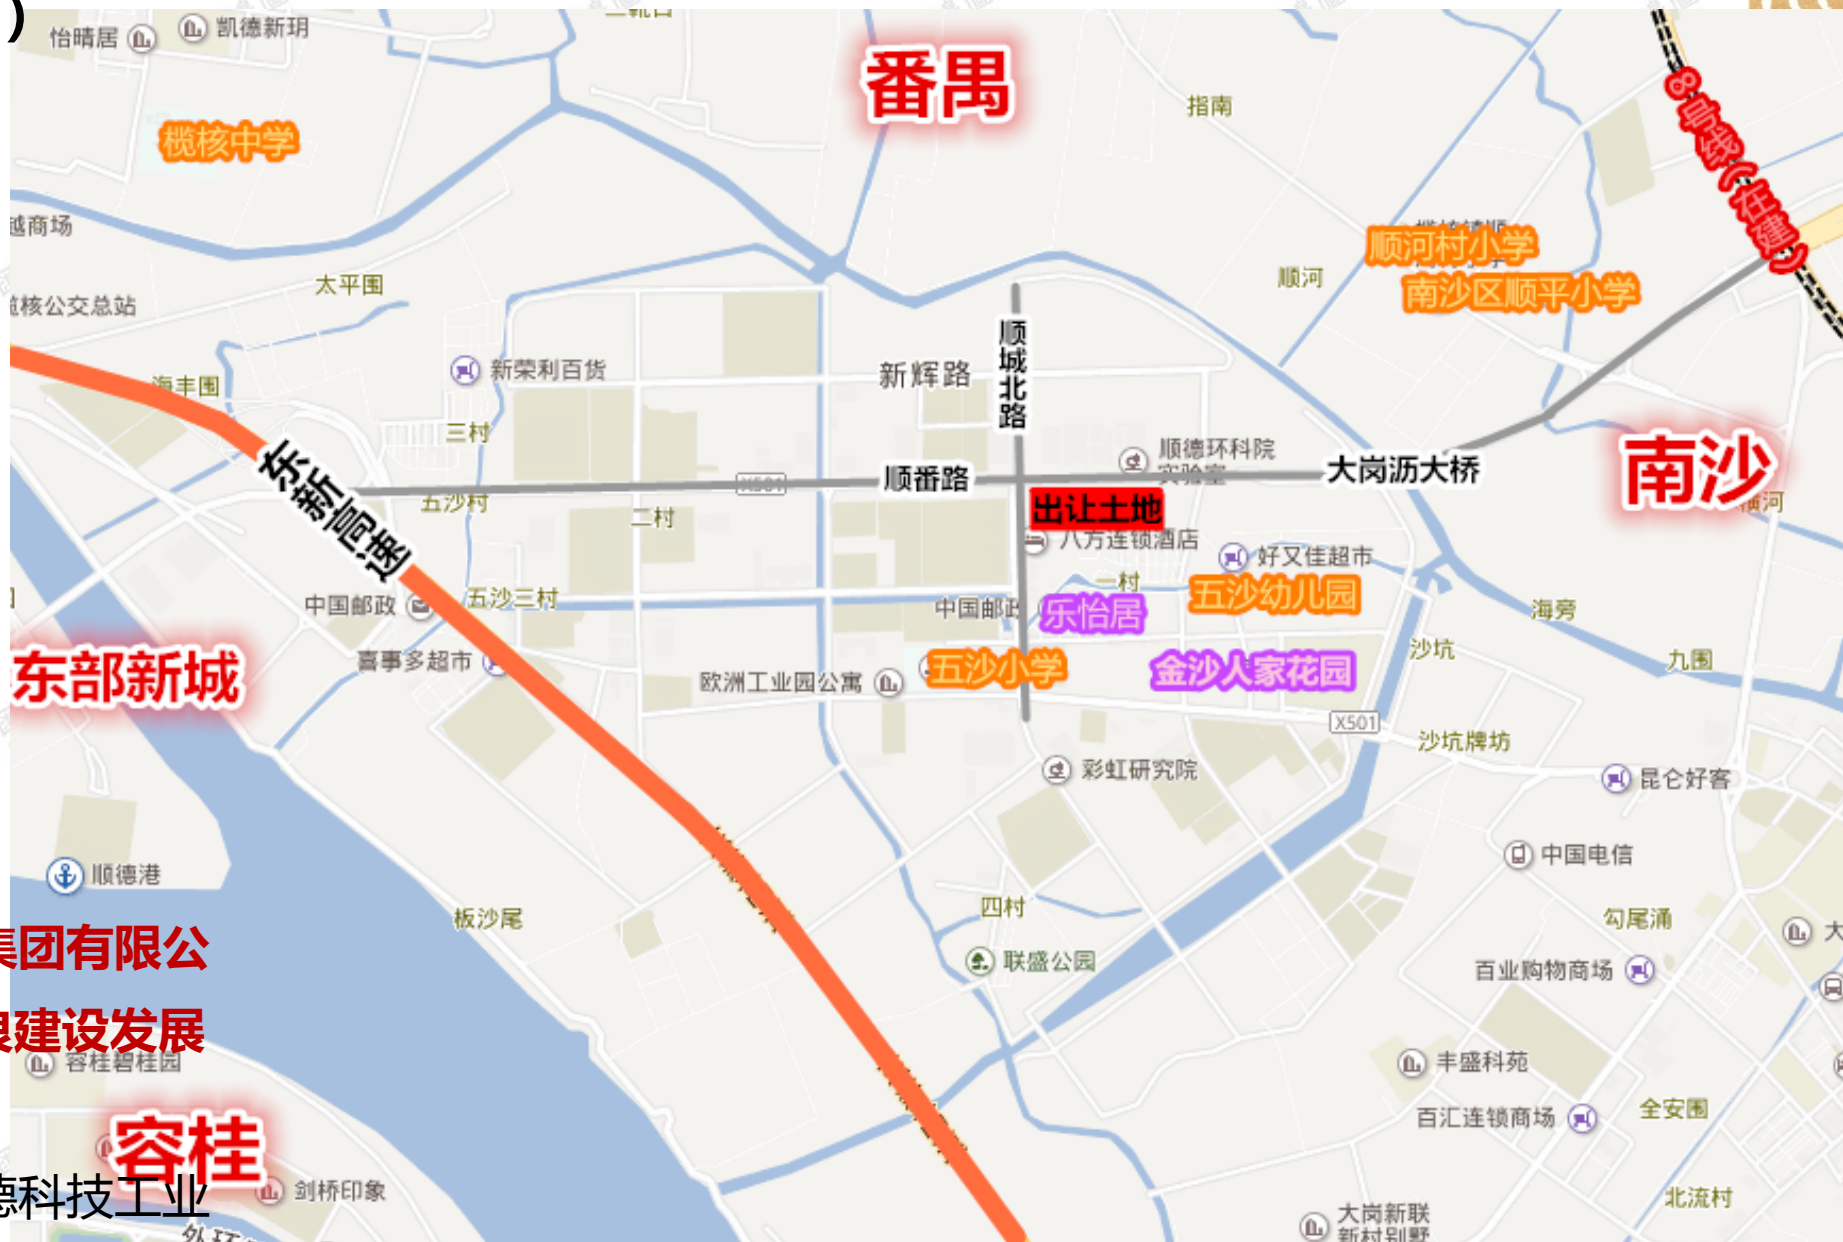 )
怡晴居
凯德新玥
番禺
指南
8号线（在建）
榄核中学
越商场
顺河村小学
太平围
顺河
南沙区顺平小学
榄核公交总站
顺城北路
新荣利百货
新辉路
海丰围
三村
顺德环科院
实验室
大岗沥大桥
南沙
东新高速
顺番路
X501
五沙村
二村
出让土地
横河
八方连锁酒店
好又佳超市
一村
五沙幼儿园
中国邮政
五沙三村
中国邮政
乐怡居
海旁
喜事多超市
沙坑
九围
东部新城
欧洲工业园公寓
五沙小学
金沙人家花园
X501
沙坑牌坊
彩虹研究院
昆仑好客
顺德港
中国电信
板沙尾
四村
勾尾涌
大
集团有限公
联盛公园
百业购物商场
建设发展
容桂碧桂园
丰盛科苑
百汇连锁商场
全安围
容桂
德科技工业
剑桥印象
北流村
外环
大岗新联
新村别墅